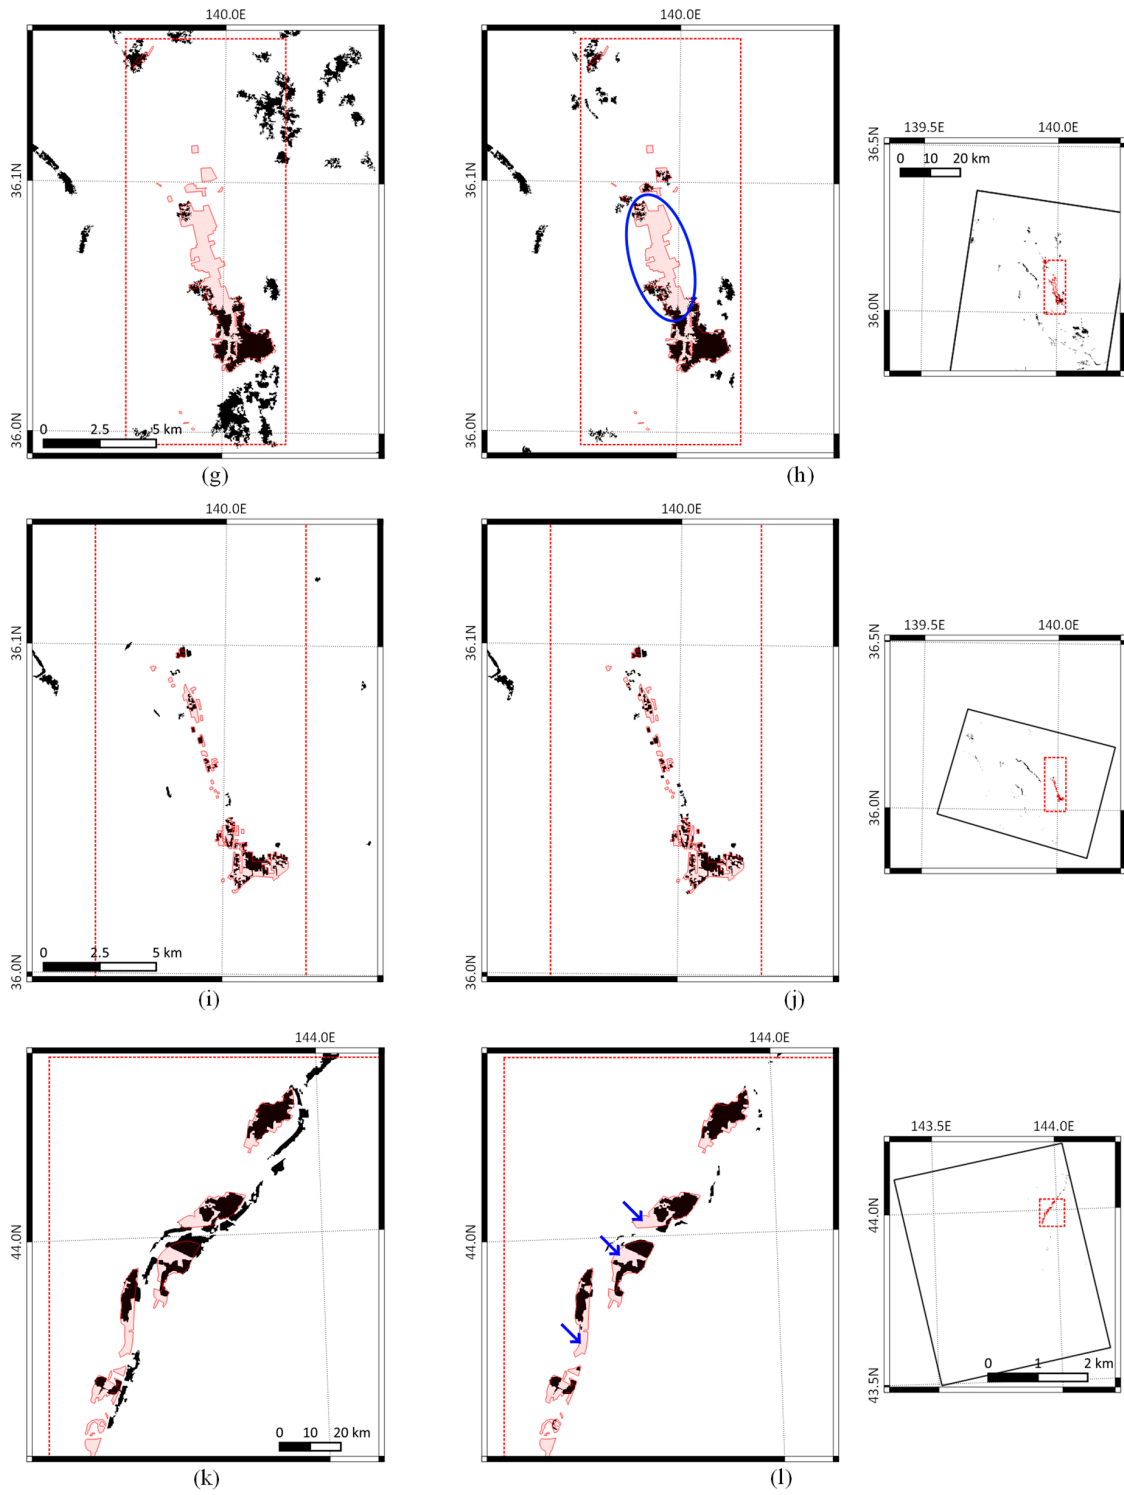 140.0E
140.0E
139.5E 140.0E
36.5N
0 10 20 km
36.1N
36.1N
36.0N
36.0N
36.0N
0 2.5 5 km
(g)
(h)
140.0E
140.0E
139.5E 140.0E
36.5N
36.1N
36.1N
36.0N
36.0N
36.0N
0 2.5 5 km
(i)
(j)
144.0E
144.0E
143.5E 144.0E
44.0N
44.0N
44.0N
0 1 2 km
43.5N
0 10 20 km
(k)
(l)